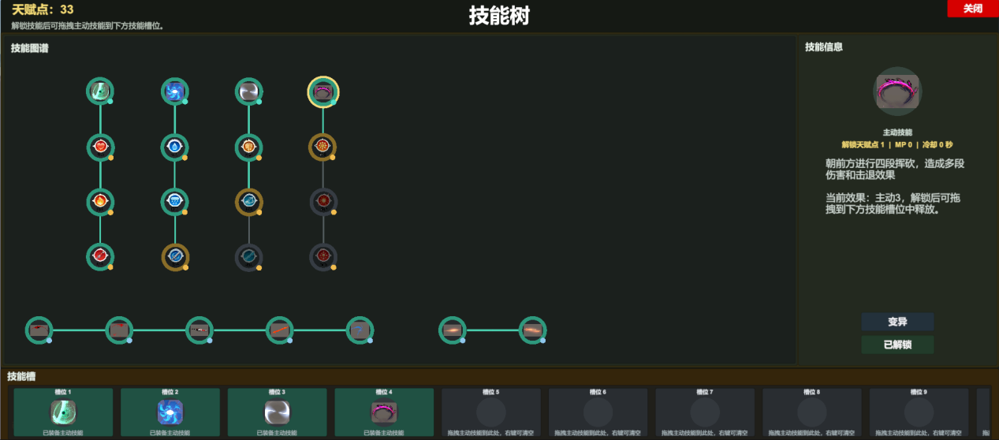 天赋点：33
技能树
关闭
解锁技能后可拖拽主动技能到下方技能槽位。
技能图谱
技能信息
主动技能
解锁天赋点 1 | MP 0 | 冷却 0 秒
朝前方进行四段挥砍，造成多段
伤害和击退效果
当前效果：主动3，解锁后可拖
拽到下方技能槽位中释放。
变异
已解锁
技能槽
槽位 1
槽位 2
槽位 3
槽位 4
槽位 5
槽位 6
槽位 7
槽位 8
槽位 9
已装备主动技能
已装备主动技能
已装备主动技能
已装备主动技能
拖拽主动技能到此处，右键可清空
拖拽主动技能到此处，右键可清空
拖拽主动技能到此处，右键可清空
拖拽主动技能到此处，右键可清空
拖拽主动技能到此处，右键可清空